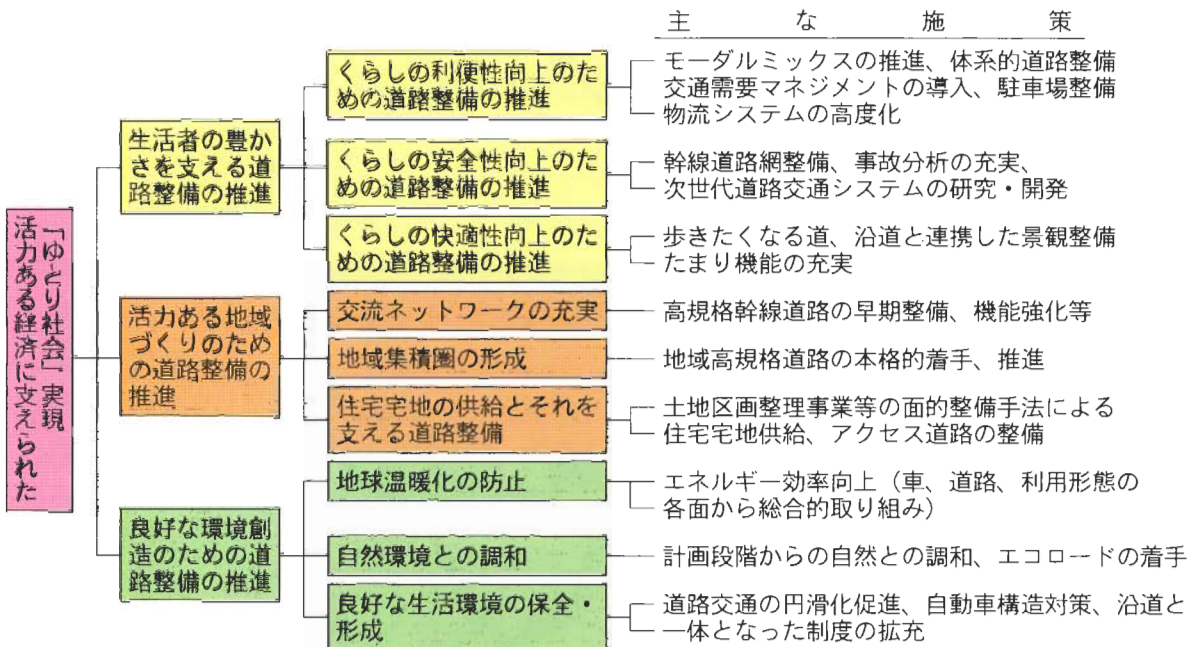 主な施策
「ゆとり社会」実現
活力ある経済に支えられた
生活者の豊か
さを支える道
路整備の推進
くらしの利便性向上のた
めの道路整備の推進
モーダルミックスの推進、体系的道路整備
交通需要マネジメントの導入、駐車場整備
物流システムの高度化
くらしの安全性向上のた
めの道路整備の推進
幹線道路網整備、事故分析の充実、
次世代道路交通システムの研究・開発
くらしの快適性向上のた
めの道路整備の推進
歩きたくなる道、沿道と連携した景観整備
たまり機能の充実
活力ある地域
づくりのため
の道路整備の
推進
交流ネットワークの充実
高規格幹線道路の早期整備、機能強化等
地域集積圏の形成
地域高規格道路の本格的着手、推進
住宅宅地の供給とそれを
支える道路整備
土地区画整理事業等の面的整備手法による
住宅宅地供給、アクセス道路の整備
良好な環境創
造のための道
路整備の推進
地球温暖化の防止
エネルギー効率向上（車、道路、利用形態の
各面から総合的取り組み）
自然環境との調和
計画段階からの自然との調和、エコロードの着手
良好な生活環境の保全・
形成
道路交通の円滑化促進、自動車構造対策、沿道と
一体となった制度の拡充